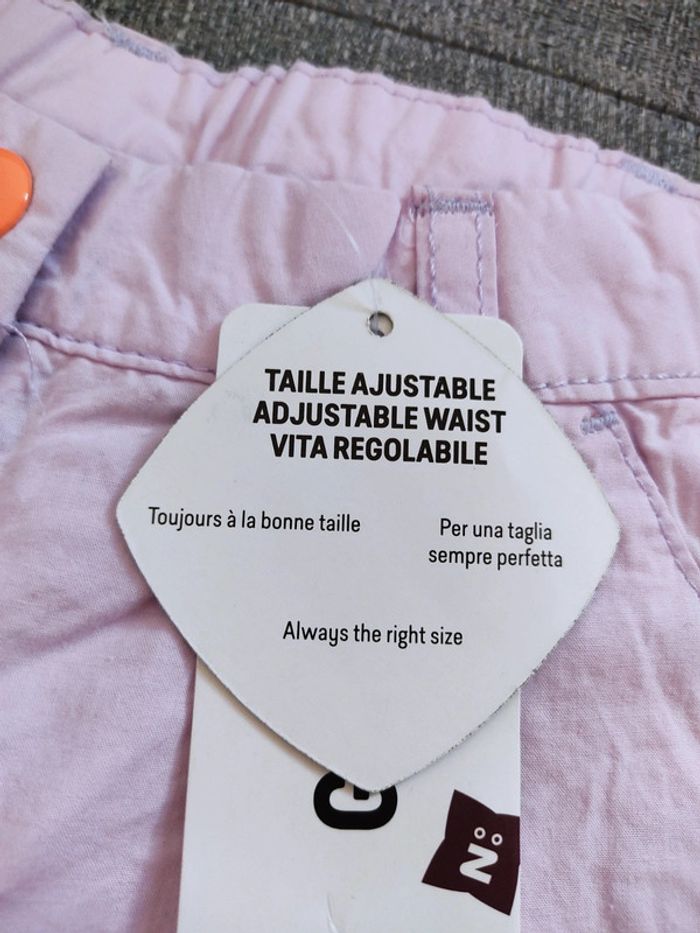 TAILLE AJUSTABLE
ADJUSTABLE WAIST
VITA REGOLABILE
Toujours à la bonne taille
Per una taglia
sempre perfetta
Always the right size
Z